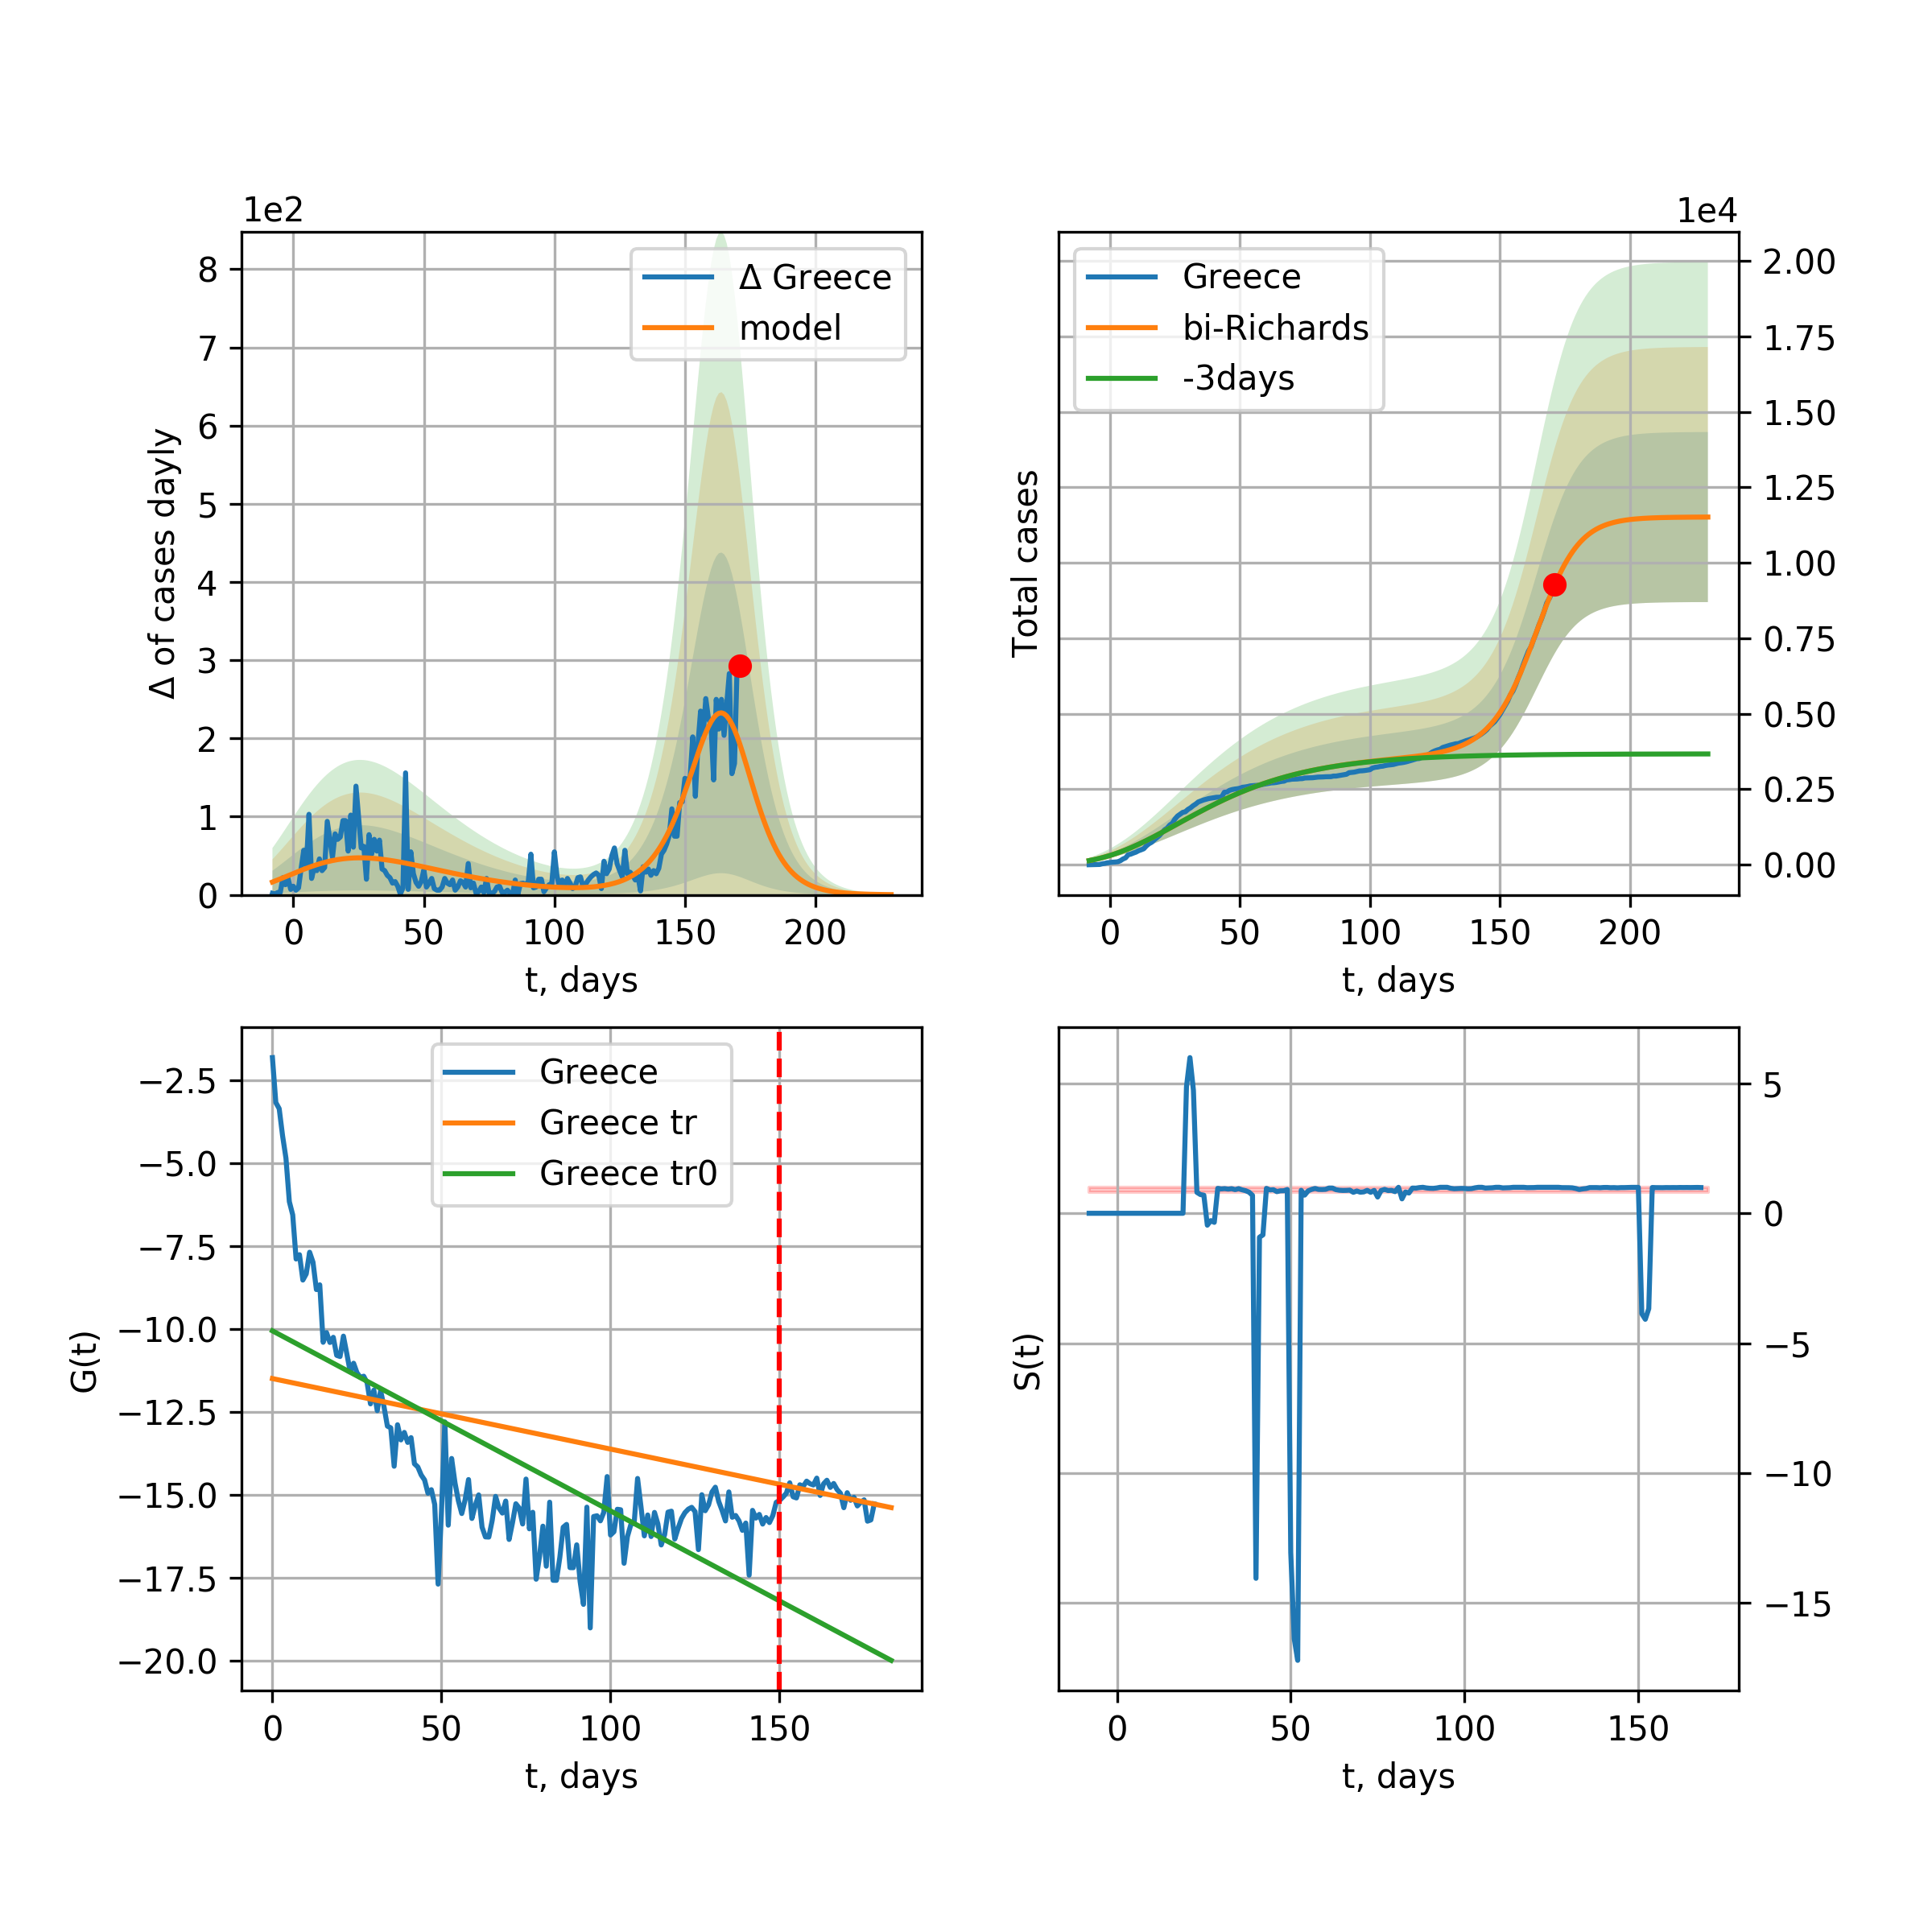 1e2
Δ Greece
model
8
7
6
5
4
3
2
1
0
Δ of cases dayly
0 50 100 150 200
t, days
1e4
Greece
bi-Richards
-3days
2.00
1.75
1.50
1.25
1.00
0.75
0.50
0.25
0.00
Total cases
0 50 100 150 200
t, days
Greece
Greece tr
Greece tr0
−2.5
−5.0
−7.5
−10.0
−12.5
−15.0
−17.5
−20.0
G(t)
0 50 100 150
t, days
5
0
−5
−10
−15
S(t)
0 50 100 150
t, days